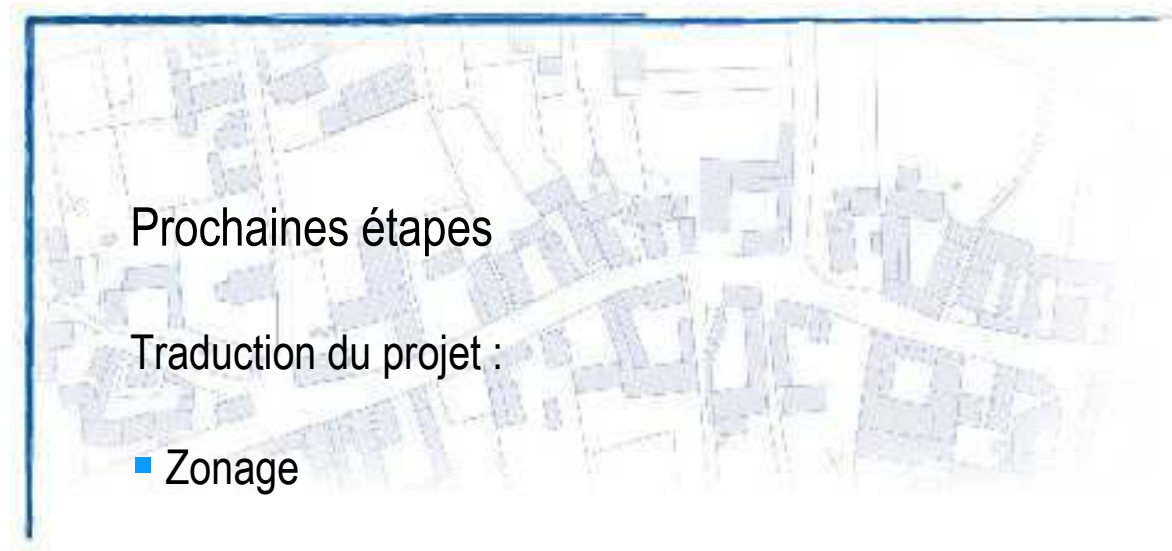 Prochaines étapes
Traduction du projet :
▪ Zonage